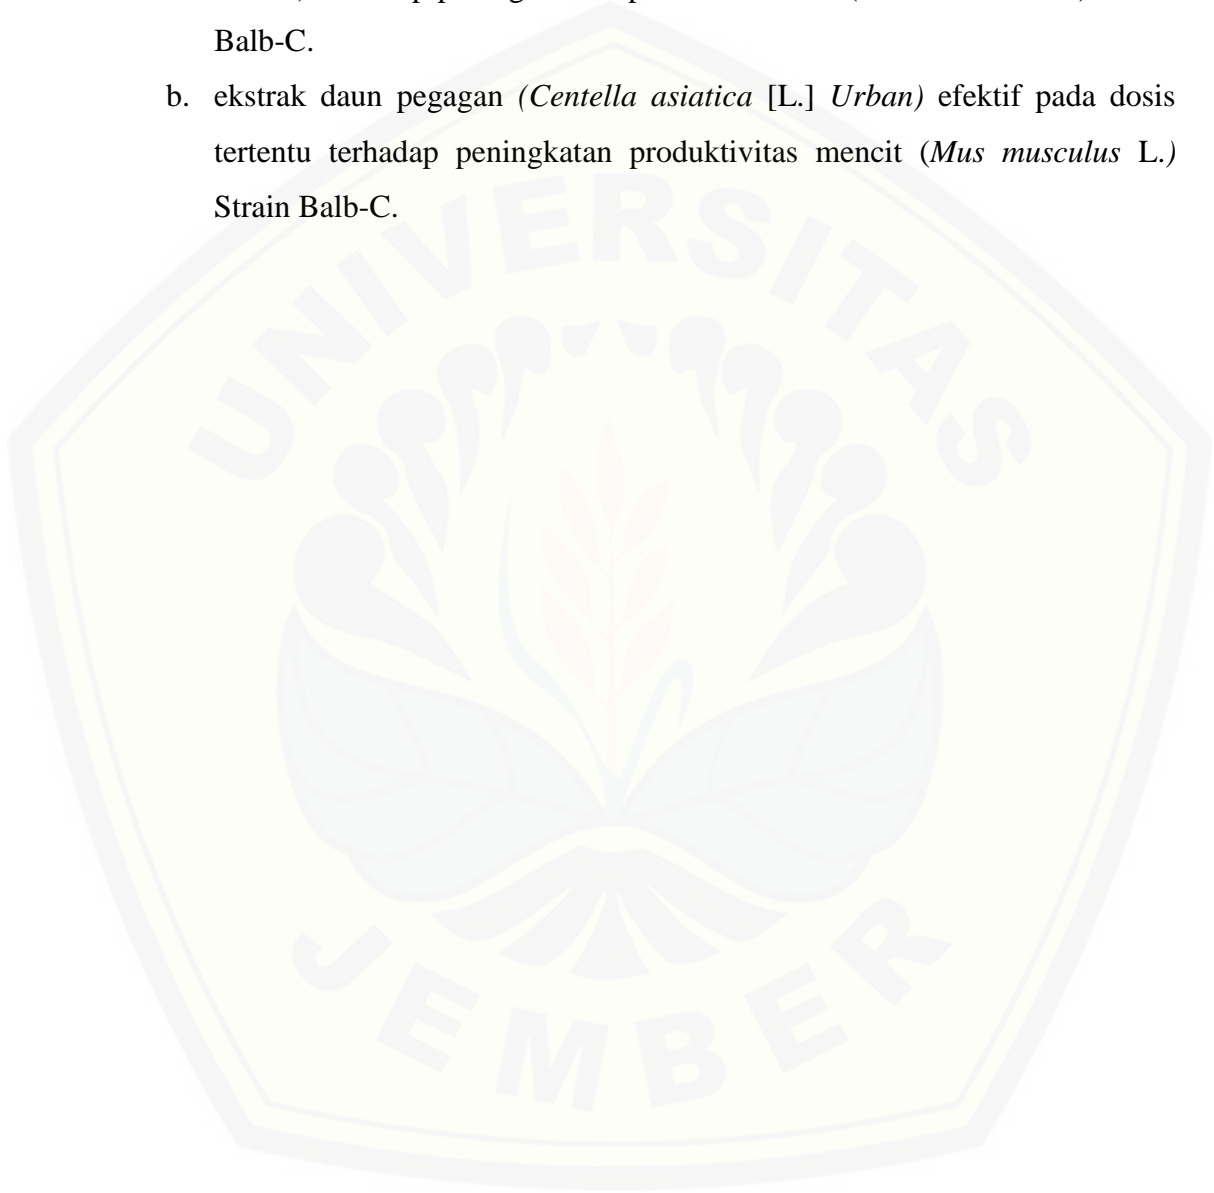 Balb-C.
b. ekstrak daun pegagan (Centella asiatica [L.] Urban) efektif pada dosis
tertentu terhadap peningkatan produktivitas mencit (Mus musculus L.)
Strain Balb-C.
UNIVERSITAS
JEMBER